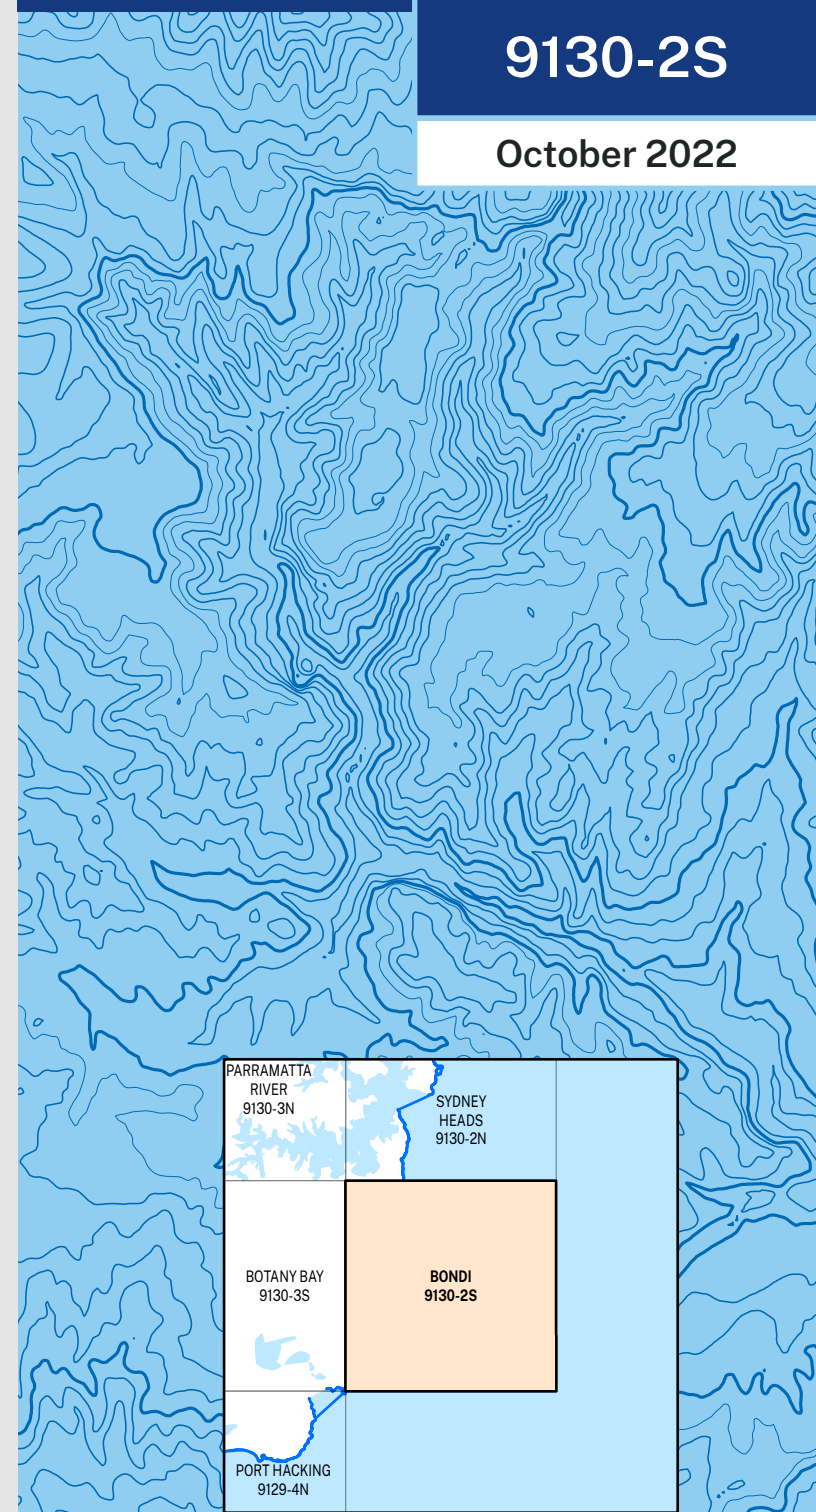 9130-2S
October 2022
PARRAMATTA
RIVER
9130-3N
SYDNEY
HEADS
9130-2N
BOTANY BAY
9130-3S
BONDI
9130-2S
PORT HACKING
9129-4N